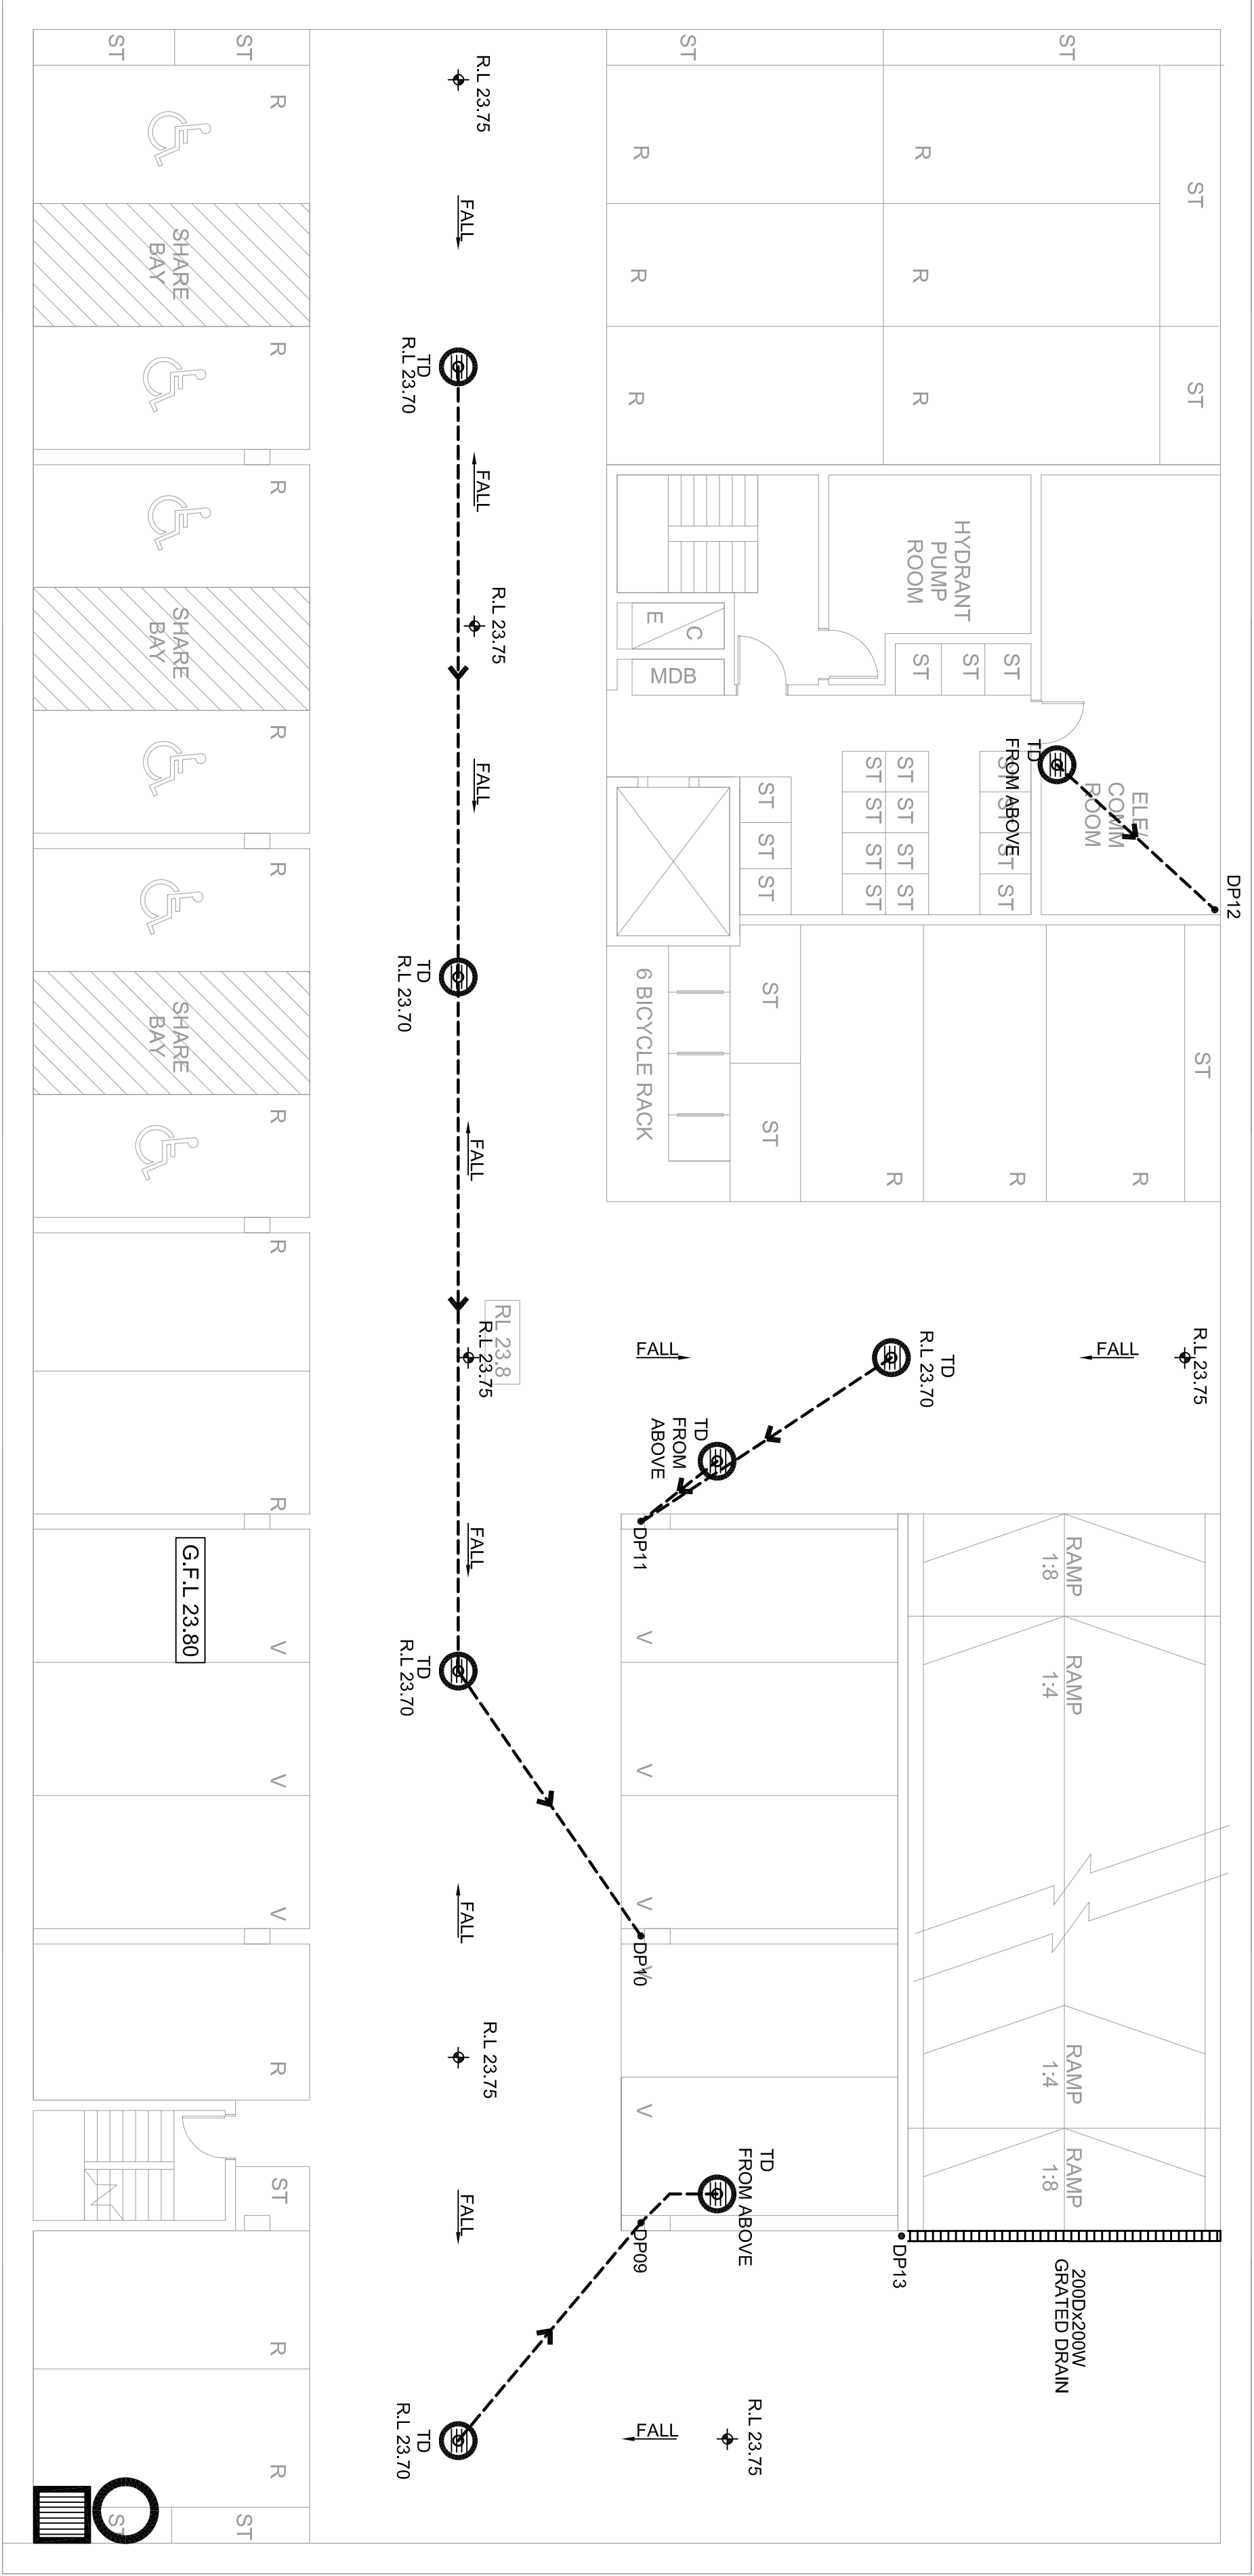 DP12
ST
ST
ST
ST
R.L 23.75
FALL
ELE/
COMM
ROOM
R
RAMP
1:8
RAMP
1:4
RAMP
1:4
RAMP
1:8
200Dx200W
GRATED DRAIN
TD
FROM ABOVE
ST
ST
ST
ST
R
HYDRANT
PUMP
ROOM
ST
ST
ST
TD
R.L 23.70
R
R
R
R
DP13
ST
ST
ST
ST
ST
ST
ST
ST
ST
ST
ST
ST
ST
TD
FROM ABOVE
R.L 23.75
ST
C
E
MDB
TD
FROM
ABOVE
R
R
R
6 BICYCLE RACK
FALL
DP11
V
V
V
DP10
V
V
DP09
FALL
R.L 23.75
FALL
FALL
R.L 23.75
FALL
FALL
RL 23.8
R.L 23.75
FALL
FALL
R.L 23.75
FALL
TD
R.L 23.70
TD
R.L 23.70
TD
R.L 23.70
TD
R.L 23.70
ST
R
R
R
R
R
R
R
R
V
V
V
R
ST
R
R
ST
SHARE
BAY
SHARE
BAY
SHARE
BAY
G.F.L 23.80
ST
ST